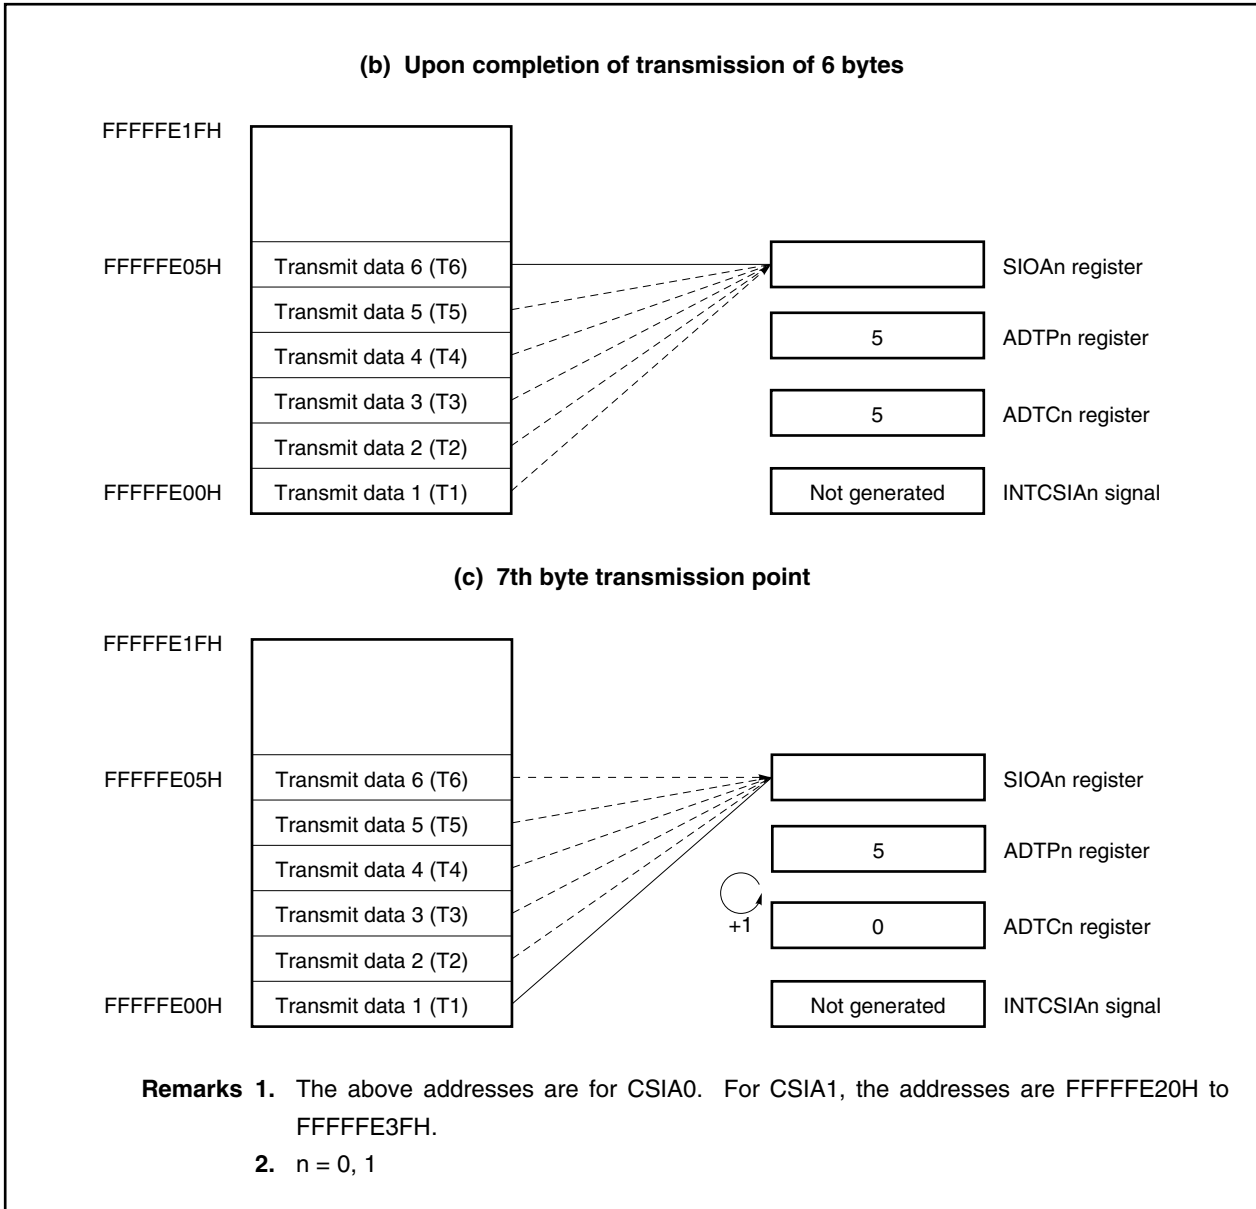 (b) Upon completion of transmission of 6 bytes
FFFFFE1FH
FFFFFE05H
Transmit data 6 (T6)
SIOAn register
Transmit data 5 (T5)
5
ADTPn register
Transmit data 4 (T4)
Transmit data 3 (T3)
5
ADTCn register
Transmit data 2 (T2)
FFFFFE00H
Transmit data 1 (T1)
Not generated
INTCSIAn signal
(c) 7th byte transmission point
FFFFFE1FH
FFFFFE05H
Transmit data 6 (T6)
SIOAn register
Transmit data 5 (T5)
5
ADTPn register
Transmit data 4 (T4)
Transmit data 3 (T3)
+1
0
ADTCn register
Transmit data 2 (T2)
FFFFFE00H
Transmit data 1 (T1)
Not generated
INTCSIAn signal
Remarks 1. The above addresses are for CSIA0. For CSIA1, the addresses are FFFFFE20H to
FFFFFE3FH.
2. n = 0, 1